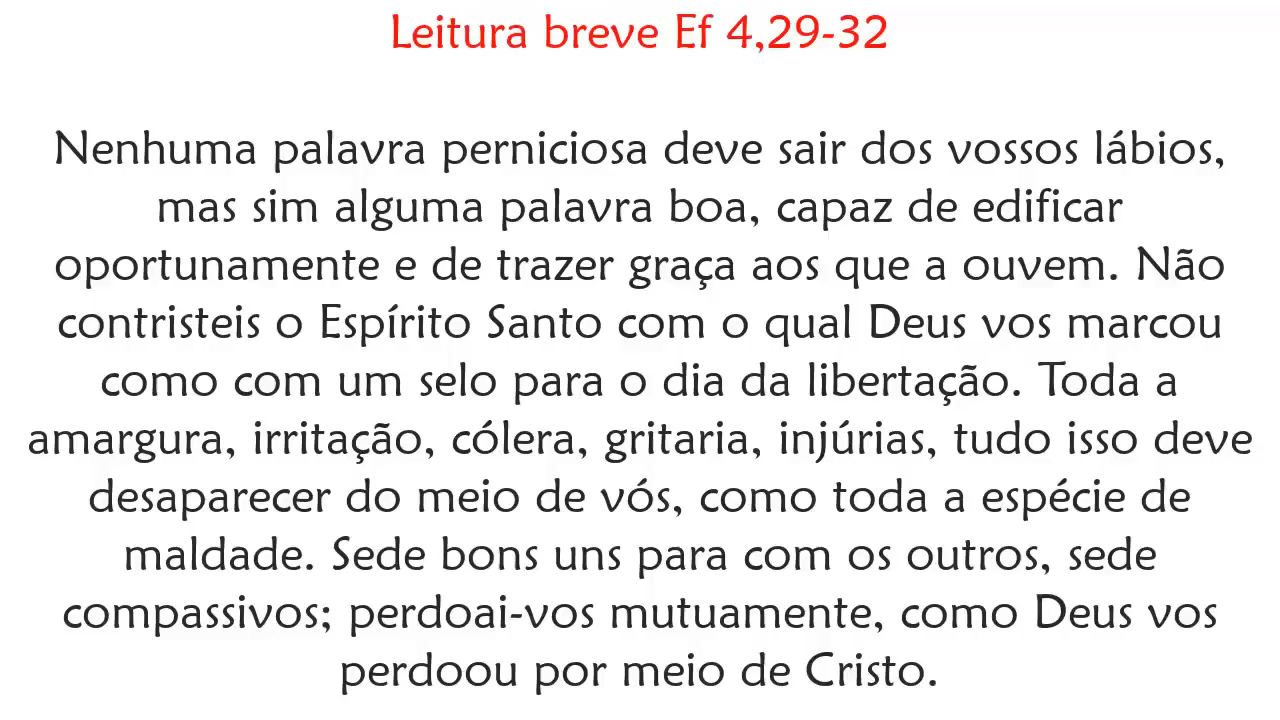 Leitura breve Ef 4,29-32
Nenhuma palavra perniciosa deve sair dos vossos lábios,
mas sim alguma palavra boa, capaz de edificar
oportunamente e de trazer graça aos que a ouvem. Não
contristeis o Espírito Santo com o qual Deus vos marcou
como com um selo para o dia da libertação. Toda a
amargura, irritação, cólera, gritaria, injúrias, tudo isso deve
desaparecer do meio de vós, como toda a espécie de
maldade. Sede bons uns para com os outros, sede
compassivos; perdoai-vos mutuamente, como Deus vos
perdoou por meio de Cristo.